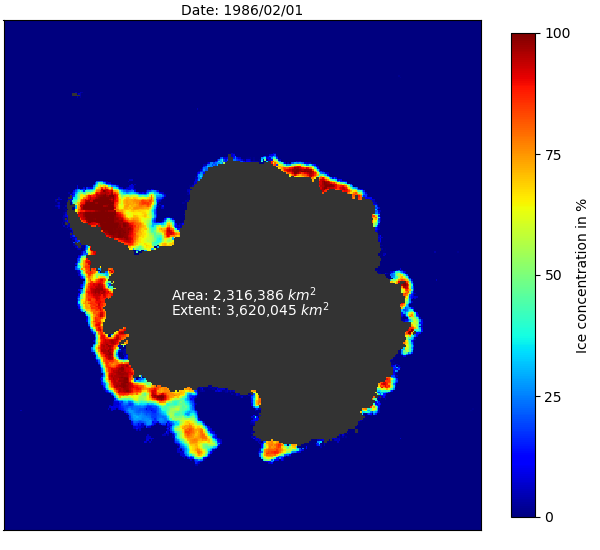 Date: 1986/02/01
100
75
50
25
0
Ice concentration in %
Area: 2,316,386 km²
Extent: 3,620,045 km²